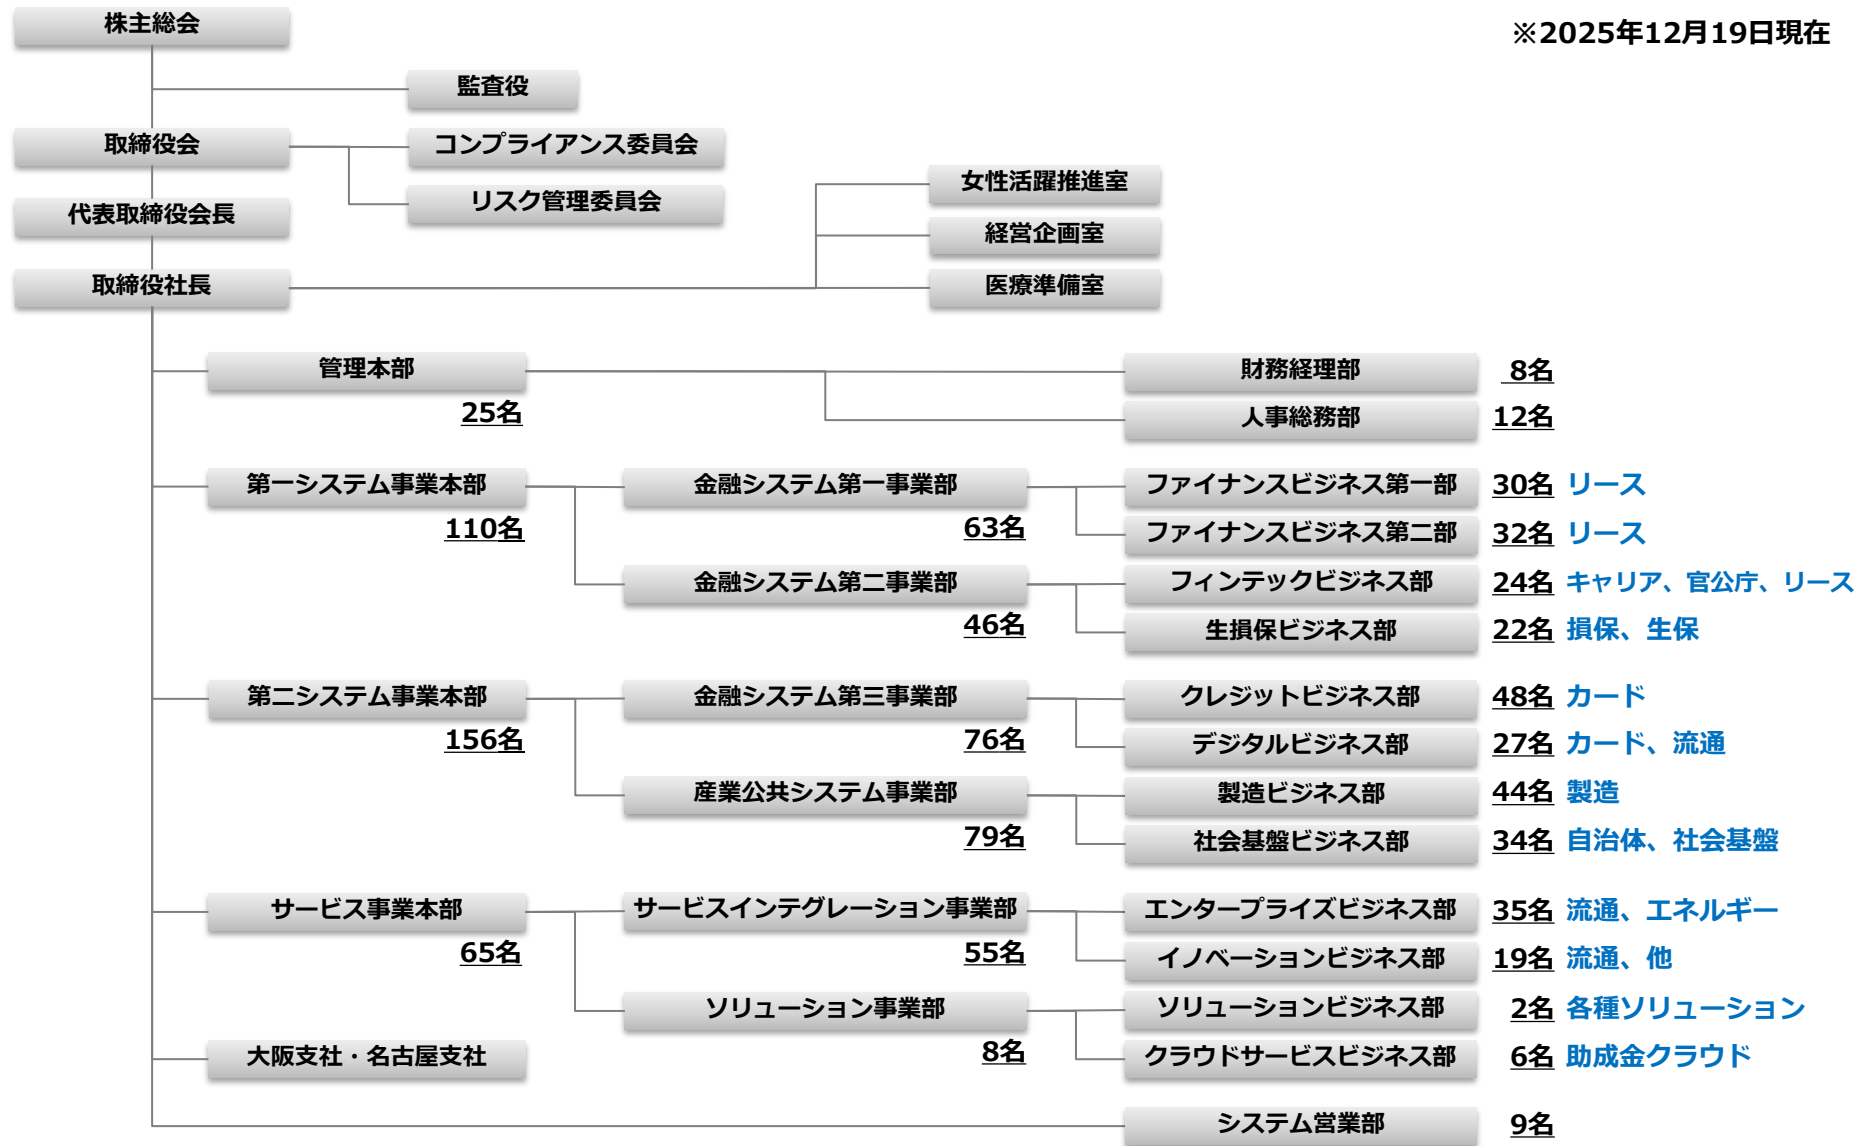 株主総会
※2025年12月19日現在
監査役
取締役会
コンプライアンス委員会
リスク管理委員会
女性活躍推進室
代表取締役会長
経営企画室
取締役社長
医療準備室
管理本部
25名
財務経理部 8名
人事総務部 12名
第一システム事業本部
110名
金融システム第一事業部
63名
ファイナンスビジネス第一部 30名 リース
ファイナンスビジネス第二部 32名 リース
金融システム第二事業部
46名
フィンテックビジネス部 24名 キャリア、官公庁、リース
生損保ビジネス部 22名 損保、生保
第二システム事業本部
156名
金融システム第三事業部
76名
クレジットビジネス部 48名 カード
デジタルビジネス部 27名 カード、流通
産業公共システム事業部
79名
製造ビジネス部 44名 製造
社会基盤ビジネス部 34名 自治体、社会基盤
サービス事業本部
65名
サービスインテグレーション事業部
55名
エンタープライズビジネス部 35名 流通、エネルギー
イノベーションビジネス部 19名 流通、他
ソリューション事業部
8名
ソリューションビジネス部 2名 各種ソリューション
クラウドサービスビジネス部 6名 助成金クラウド
大阪支社・名古屋支社
システム営業部 9名